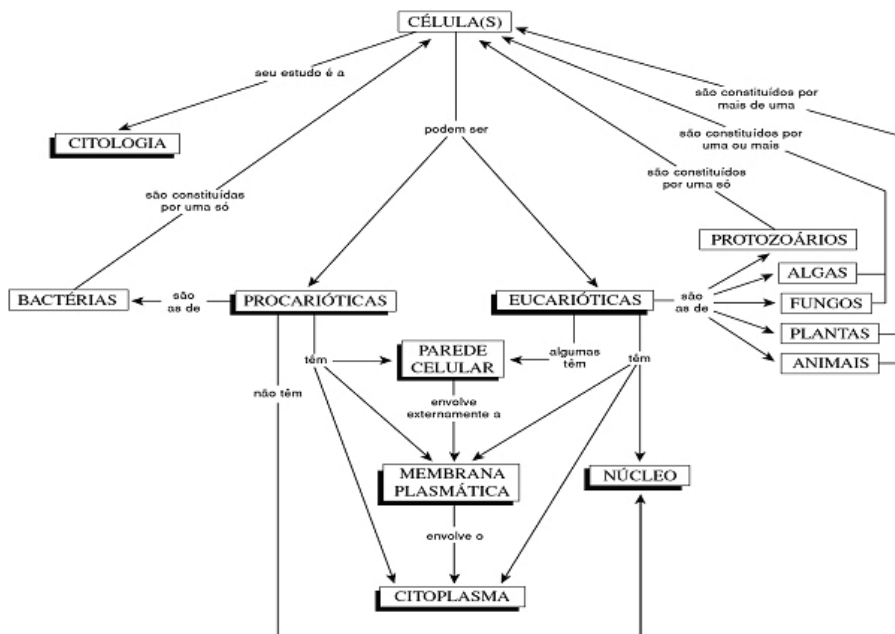 CÉLULA(S)
seu estudo é a
CITOLOGIA
podem ser
são constituídas
por uma só
são constituídos por
mais de uma
são constituídos por
uma ou mais
são constituídos
por uma só
PROTOZOÁRIOS
ALGAS
FUNGOS
PLANTAS
ANIMAIS
BACTÉRIAS
são
as de
PROCARIÓTICAS
EUCARIÓTICAS
são
as de
têm
PAREDE
CELULAR
algumas
têm
têm
não têm
envolve
externamente a
MEMBRANA
PLASMÁTICA
NÚCLEO
envolve o
CITOPLASMA